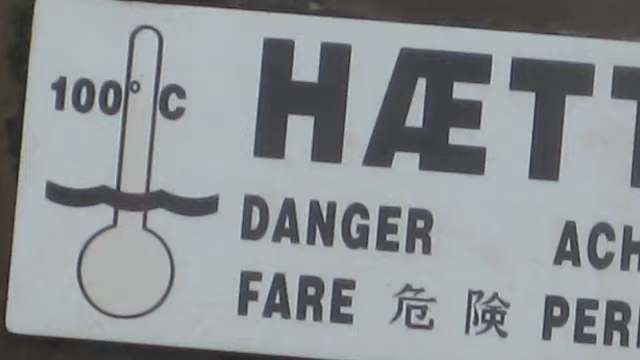 100°C
HÆTT
DANGER ACH
FARE 危険 PER